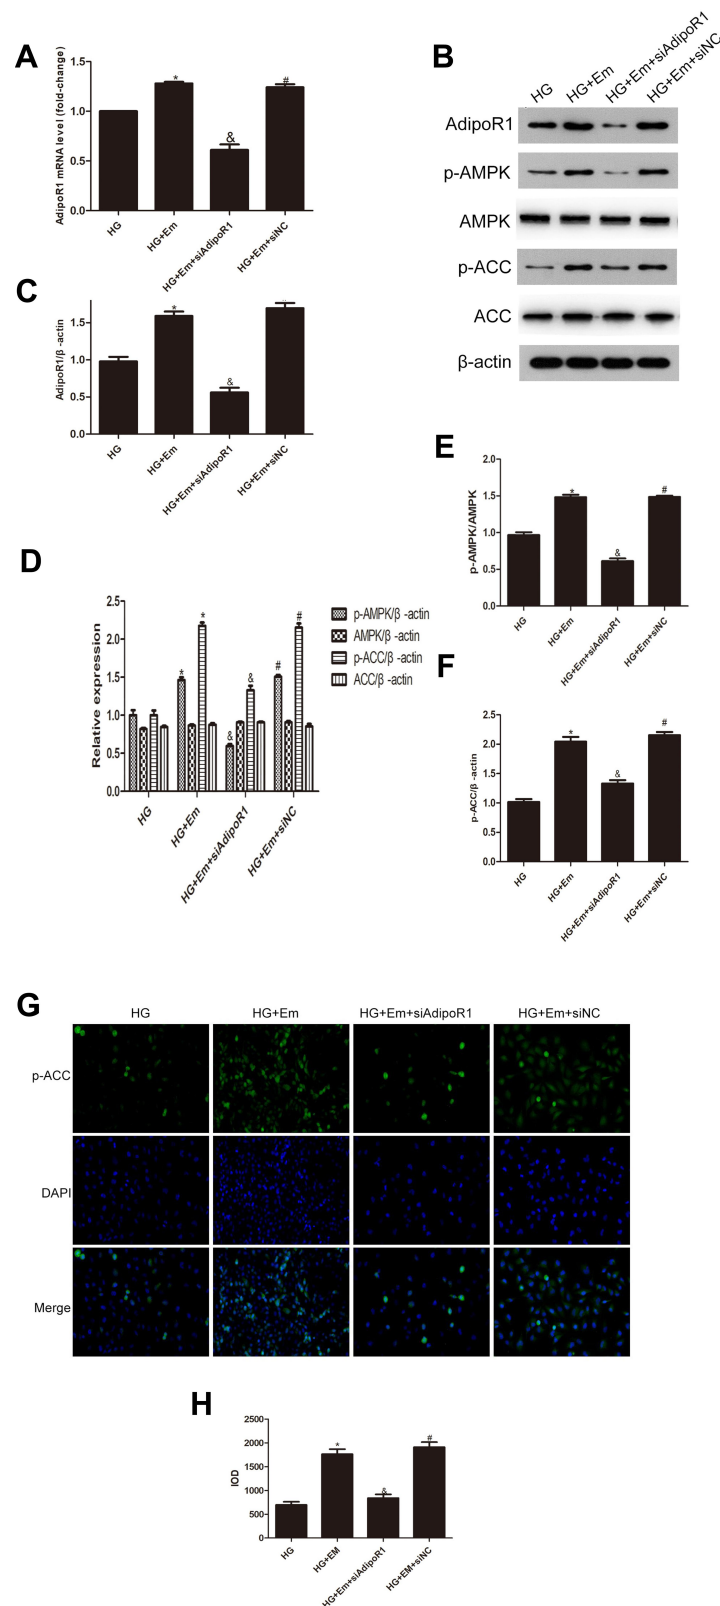 A
AdipoR1 mRNA level (fold-change)
1.5
1.0
0.5
0.0
*
&
#
HG
HG+Em
HG+Em+siAdipoR1
HG+Em+siNC
B
HG
HG+Em
HG+Em+siAdipoR1
HG+Em+siNC
AdipoR1
p-AMPK
AMPK
p-ACC
ACC
β-actin
C
AdipoR1/β -actin
1.5
1.0
0.5
0.0
*
&
HG
HG+Em
HG+Em+siAdipoR1
HG+Em+siNC
D
Relative expression
2.5
2.0
1.5
1.0
0.5
0.0
*
*
&
&
#
#
HG
HG+Em
HG+Em+siAdipoR1
HG+Em+siNC
p-AMPK/β -actin
AMPK/β -actin
p-ACC/β -actin
ACC/β -actin
E
p-AMPK/AMPK
2.0
1.5
1.0
0.5
0.0
*
&
#
HG
HG+Em
HG+Em+siAdipoR1
HG+Em+siNC
F
p-ACC/β -actin
2.5
2.0
1.5
1.0
0.5
0.0
*
&
#
HG
HG+Em
HG+Em+siAdipoR1
HG+Em+siNC
G
HG
HG+Em
HG+Em+siAdipoR1
HG+Em+siNC
p-ACC
DAPI
Merge
H
IOD
2500
2000
1500
1000
500
0
*
&
#
HG
HG+EM
HG+Em+siAdipoR1
HG+EM+siNC